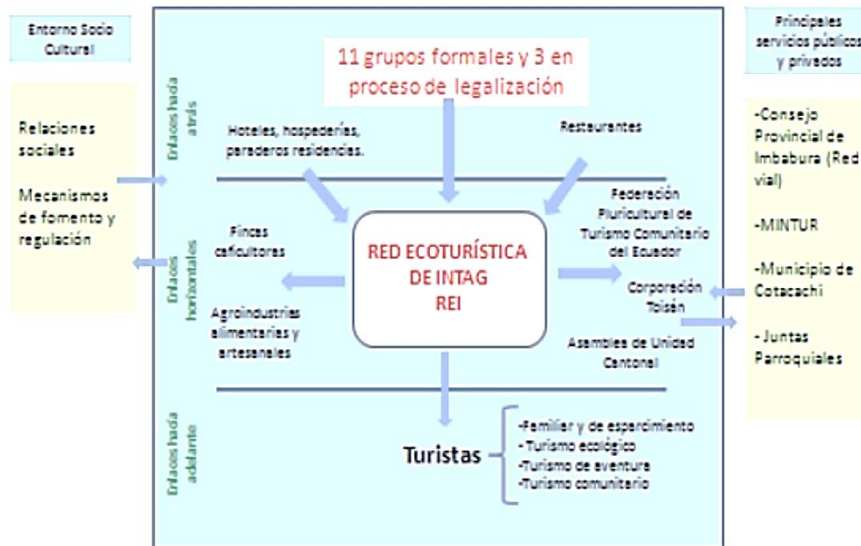 Entorno Socio
Cultural
Relaciones
sociales
Mecanismos
de fomento y
regulación
Enlaces hacia
atrás
11 grupos formales y 3 en
proceso de legalización
Hoteles, hospederías,
paraderos residencias.
Restaurantes
Enlaces
horizontales
Fincas
caficultoras
Agroindustrias
alimentarias y
artesanales
RED ECOTURÍSTICA
DE INTAG
REI
Federación
Pluricultural de
Turismo Comunitario
del Ecuador
Corporación
Toisán
Asamblea de Unidad
Cantonal
Enlaces hacia
adelante
Turistas
-Familiar y de esparcimiento
- Turismo ecológico
-Turismo de aventura
-Turismo comunitario
Principales
servicios públicos
y privados
-Consejo
Provincial de
Imbabura (Red
vial)
-MINTUR
-Municipio de
Cotacachi
- Juntas
Parroquiales